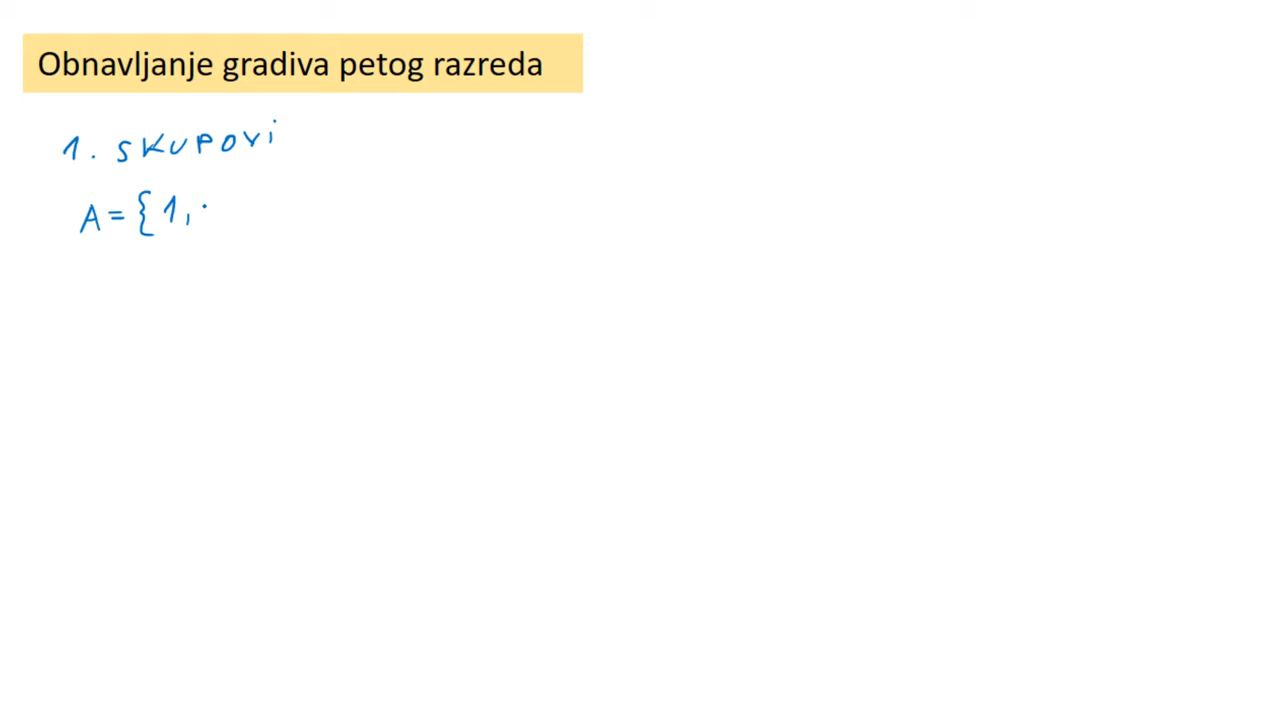 Obnavljanje gradiva petog razreda
1. SKUPOVI
A = { 1,